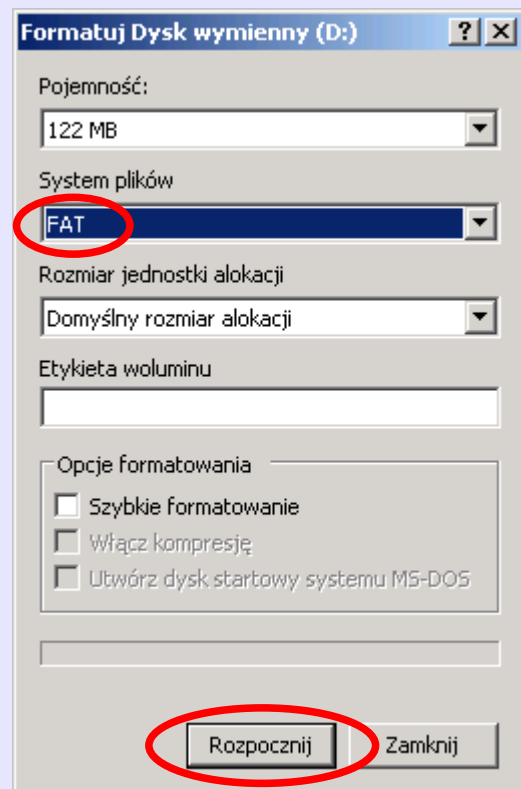 Formatuj Dysk wymienny (D:)
Pojemność:
122 MB
System plików
FAT
Rozmiar jednostki alokacji
Domyślny rozmiar alokacji
Etykieta woluminu
Opcje formatowania
Szybkie formatowanie
Włącz kompresję
Utwórz dysk startowy systemu MS-DOS
Rozpocznij Zamknij